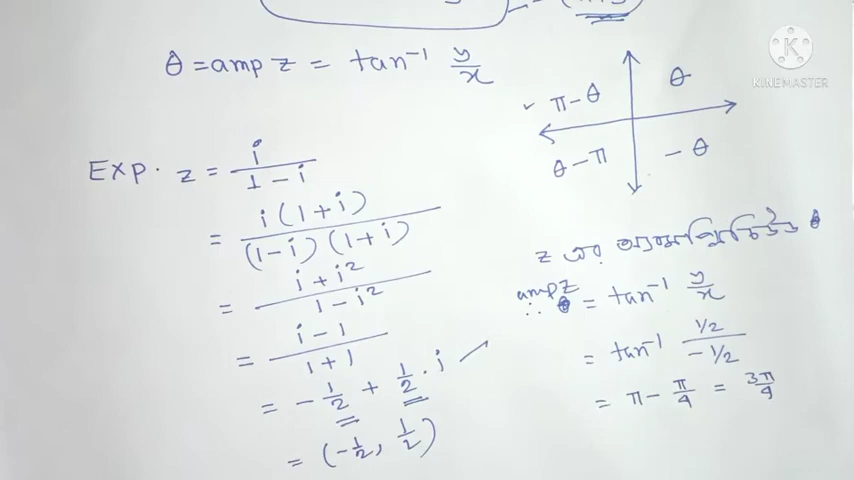 θ = amp z = tan⁻¹ y/x
θ
✓ π-θ
θ-π
-θ
Exp. z = i/1-i
= i(1+i)/(1-i)(1+i)
= i+i²/1-i²
= i-1/1+1
= -1/2 + 1/2 . i
= (-1/2, 1/2)
z এর
amp z
∴ = tan⁻¹ y/x
= tan⁻¹ 1/2/-1/2
= π - π/4 = 3π/4
KINEMASTER